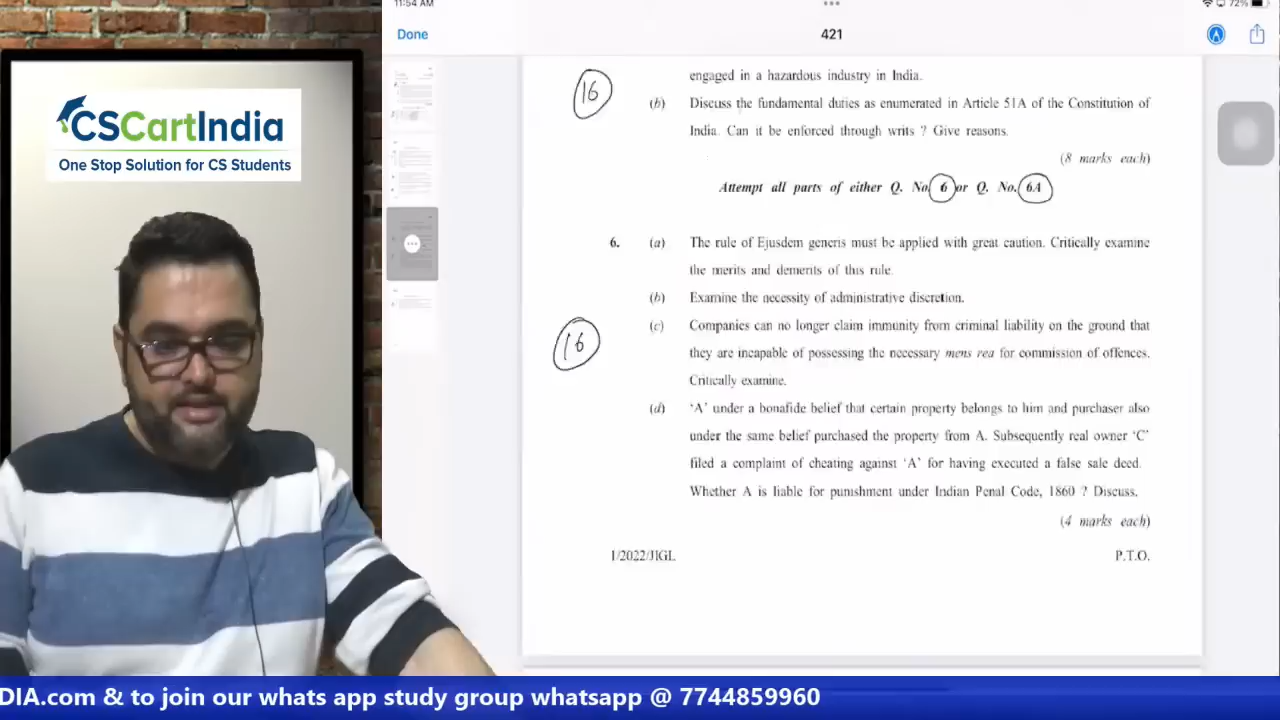 11:54 AM
72%
Done
421
CSCartIndia
One Stop Solution for CS Students
engaged in a hazardous industry in India.
16
(b) Discuss the fundamental duties as enumerated in Article 51A of the Constitution of
India. Can it be enforced through writs ? Give reasons.
(8 marks each)
Attempt all parts of either Q. No. 6 or Q. No. 6A
6. (a) The rule of Ejusdem generis must be applied with great caution. Critically examine
the merits and demerits of this rule.
(b) Examine the necessity of administrative discretion.
16
(c) Companies can no longer claim immunity from criminal liability on the ground that
they are incapable of possessing the necessary mens rea for commission of offences.
Critically examine.
(d) ‘A’ under a bonafide belief that certain property belongs to him and purchaser also
under the same belief purchased the property from A. Subsequently real owner ‘C’
filed a complaint of cheating against ‘A’ for having executed a false sale deed.
Whether A is liable for punishment under Indian Penal Code, 1860 ? Discuss.
(4 marks each)
1/2022/JIGL P.T.O.
DIA.com & to join our whats app study group whatsapp @ 7744859960